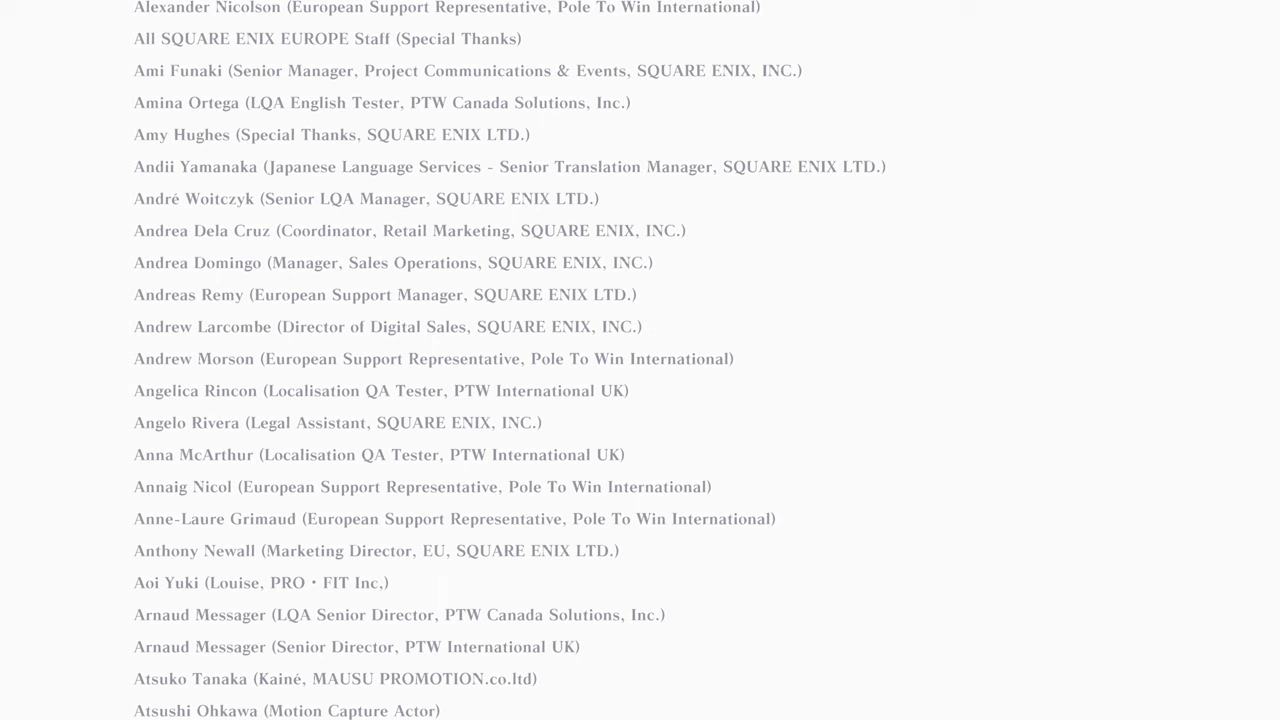 Alexander Nicolson (European Support Representative, Pole To Win International)
All SQUARE ENIX EUROPE Staff (Special Thanks)
Ami Funaki (Senior Manager, Project Communications & Events, SQUARE ENIX, INC.)
Amina Ortega (LQA English Tester, PTW Canada Solutions, Inc.)
Amy Hughes (Special Thanks, SQUARE ENIX LTD.)
Andii Yamanaka (Japanese Language Services - Senior Translation Manager, SQUARE ENIX LTD.)
André Woitczyk (Senior LQA Manager, SQUARE ENIX LTD.)
Andrea Dela Cruz (Coordinator, Retail Marketing, SQUARE ENIX, INC.)
Andrea Domingo (Manager, Sales Operations, SQUARE ENIX, INC.)
Andreas Remy (European Support Manager, SQUARE ENIX LTD.)
Andrew Larcombe (Director of Digital Sales, SQUARE ENIX, INC.)
Andrew Morson (European Support Representative, Pole To Win International)
Angelica Rincon (Localisation QA Tester, PTW International UK)
Angelo Rivera (Legal Assistant, SQUARE ENIX, INC.)
Anna McArthur (Localisation QA Tester, PTW International UK)
Annaig Nicol (European Support Representative, Pole To Win International)
Anne-Laure Grimaud (European Support Representative, Pole To Win International)
Anthony Newall (Marketing Director, EU, SQUARE ENIX LTD.)
Aoi Yuki (Louise, PRO・FIT Inc,)
Arnaud Messager (LQA Senior Director, PTW Canada Solutions, Inc.)
Arnaud Messager (Senior Director, PTW International UK)
Atsuko Tanaka (Kainé, MAUSU PROMOTION.co.ltd)
Atsushi Ohkawa (Motion Capture Actor)